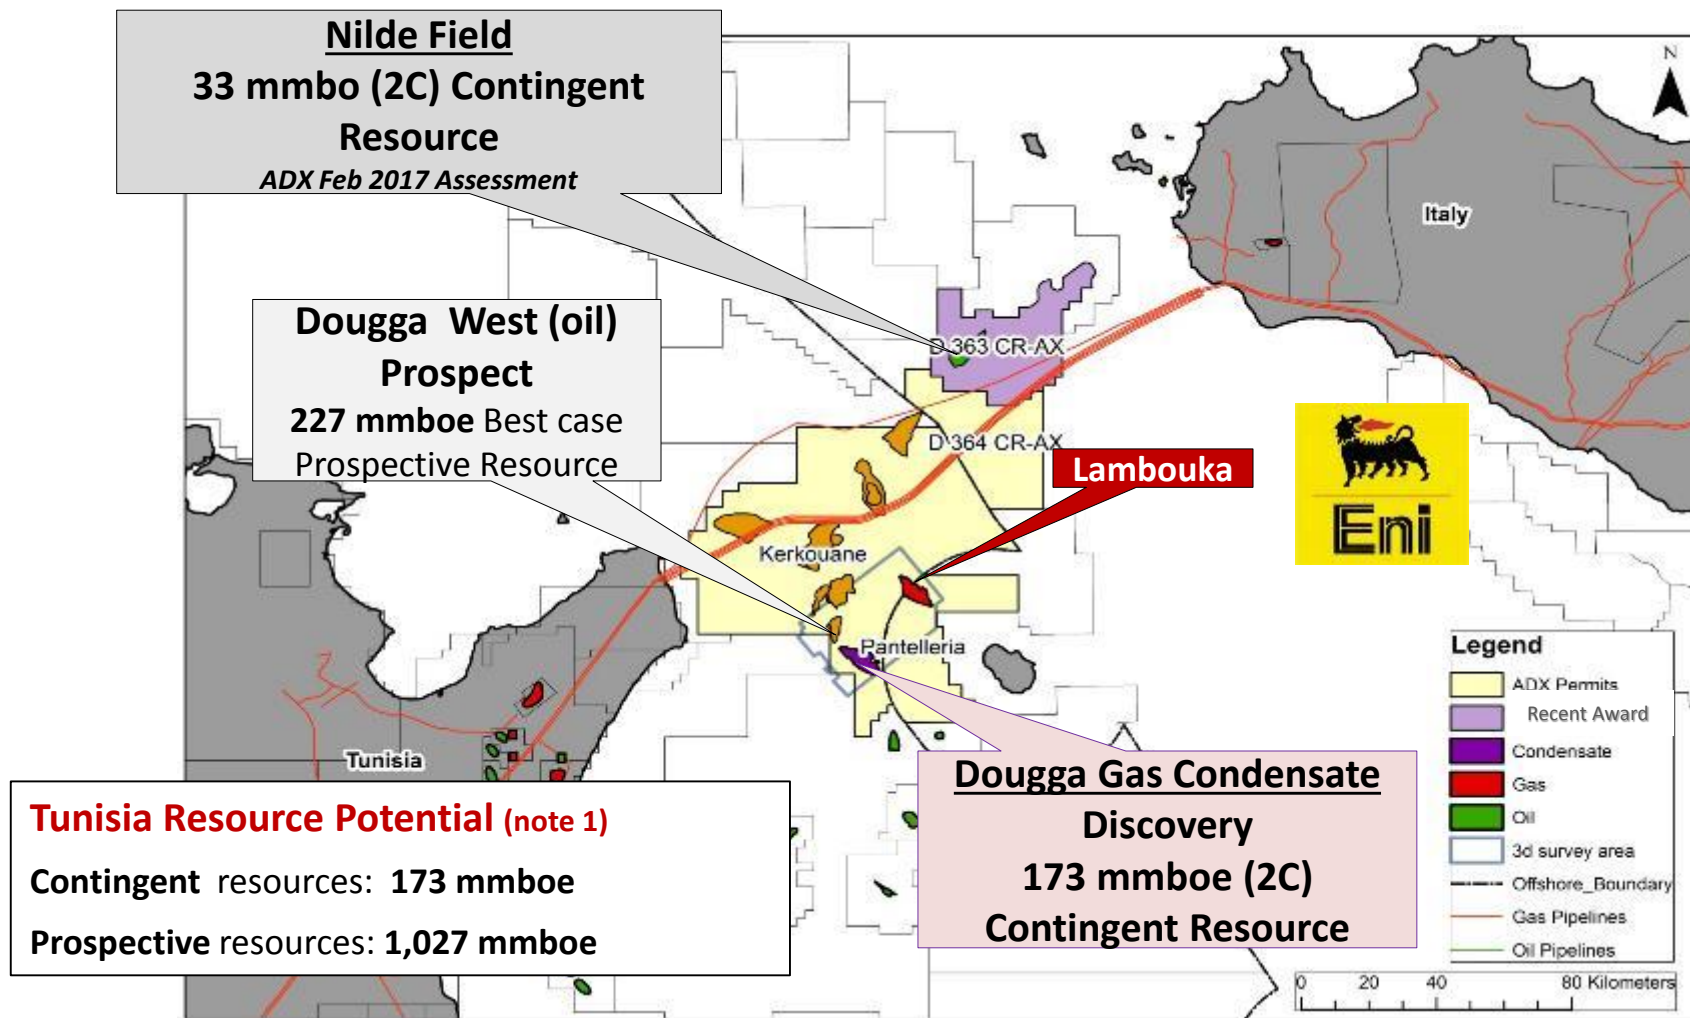 Nilde Field
33 mmbo (2C) Contingent
Resource
ADX Feb 2017 Assessment
N
Italy
Dougga West (oil)
Prospect
227 mmboe Best case
Prospective Resource
D 363 CR-AX
D 364 CR-AX
Lambouka
Eni
Kerkouane
Pantelleria
Tunisia
Legend
ADX Permits
Recent Award
Condensate
Gas
Oil
3d survey area
Offshore_Boundary
Gas Pipelines
Oil Pipelines
0 20 40 80 Kilometers
Dougga Gas Condensate
Discovery
173 mmboe (2C)
Contingent Resource
Tunisia Resource Potential (note 1)
Contingent resources: 173 mmboe
Prospective resources: 1,027 mmboe